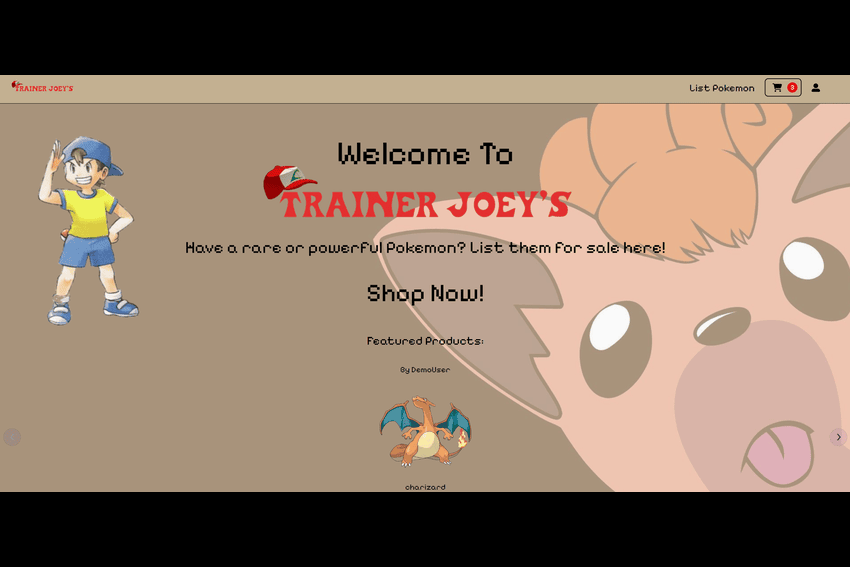 TRAINER JOEY'S
List Pokemon
3
Welcome To
TRAINER JOEY'S
Have a rare or powerful Pokemon? List them for sale here!
Shop Now!
Featured Products:
By DemoUser
charizard